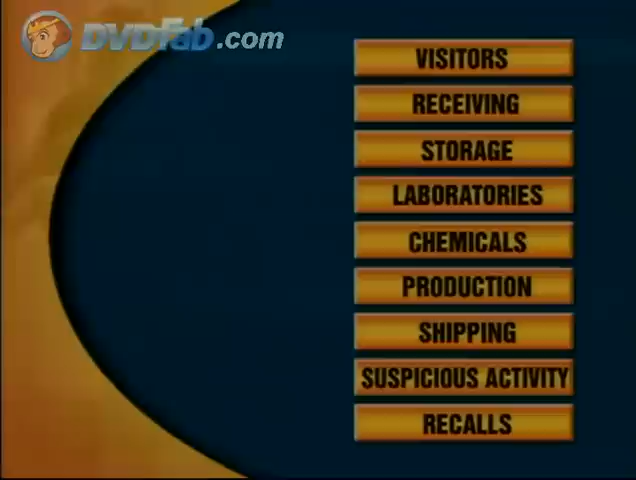 DVDFab.com
VISITORS
RECEIVING
STORAGE
LABORATORIES
CHEMICALS
PRODUCTION
SHIPPING
SUSPICIOUS ACTIVITY
RECALLS